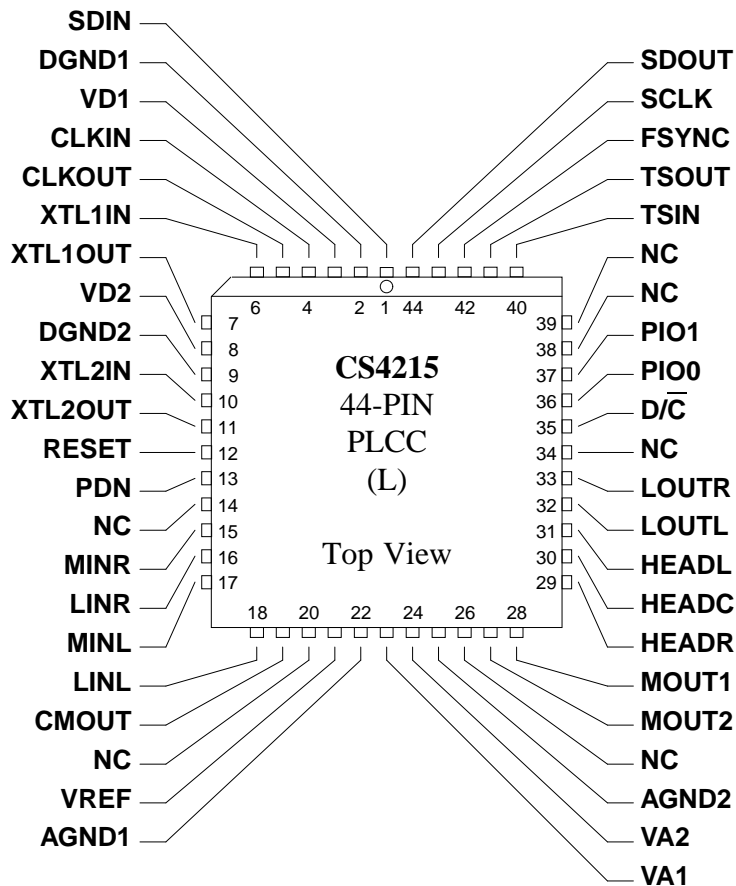 SDIN
DGND1
VD1
CLKIN
CLKOUT
XTL1IN
XTL1OUT
VD2
DGND2
XTL2IN
XTL2OUT
RESET
PDN
NC
MINR
LINR
MINL
LINL
CMOUT
NC
VREF
AGND1
SDOUT
SCLK
FSYNC
TSOUT
TSIN
NC
NC
PIO1
PIO0
D/C̅
NC
LOUTR
LOUTL
HEADL
HEADC
HEADR
MOUT1
MOUT2
NC
AGND2
VA2
VA1
6 4 2 1 44 42 40
7
8
9
10
11
12
13
14
15
16
17
39
38
37
36
35
34
33
32
31
30
29
18 20 22 24 26 28
CS4215
44-PIN
PLCC
(L)
Top View